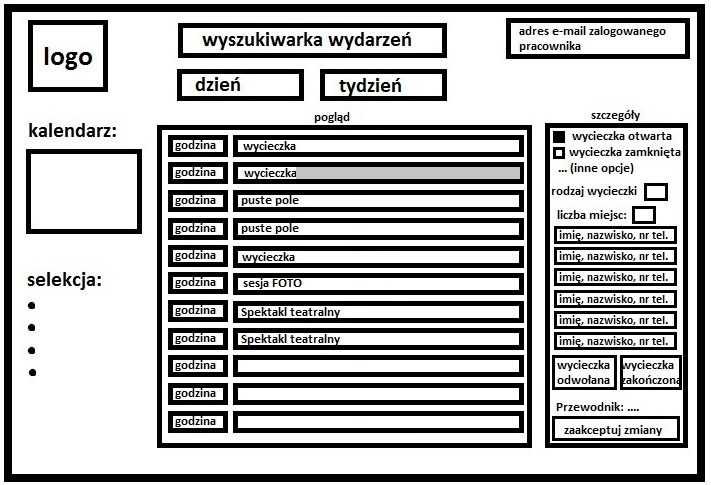 logo
wyszukiwarka wydarzeń
adres e-mail zalogowanego
pracownika
dzień
tydzień
kalendarz:
selekcja:
pogląd
godzina wycieczka
godzina wycieczka
godzina puste pole
godzina puste pole
godzina wycieczka
godzina sesja FOTO
godzina Spektakl teatralny
godzina Spektakl teatralny
godzina
godzina
godzina
szczegóły
wycieczka otwarta
wycieczka zamknięta
... (inne opcje)
rodzaj wycieczki
liczba miejsc:
imię, nazwisko, nr tel.
imię, nazwisko, nr tel.
imię, nazwisko, nr tel.
imię, nazwisko, nr tel.
imię, nazwisko, nr tel.
imię, nazwisko, nr tel.
wycieczka
odwołana
wycieczka
zakończona
Przewodnik: ....
zaakceptuj zmiany